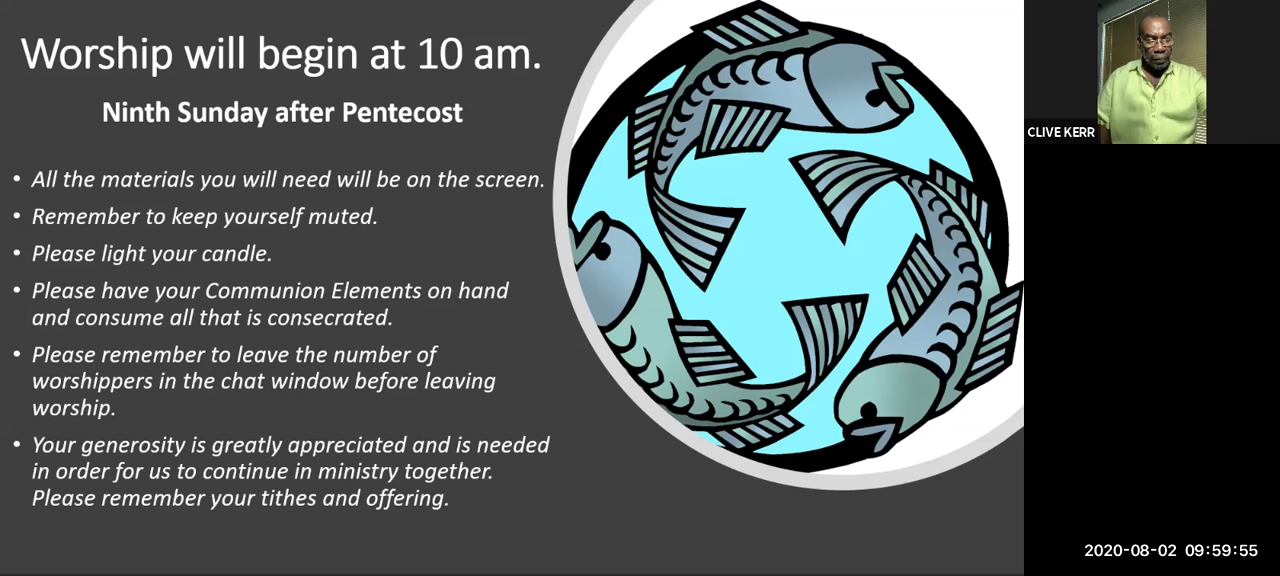 Worship will begin at 10 am.
Ninth Sunday after Pentecost
• All the materials you will need will be on the screen.
• Remember to keep yourself muted.
• Please light your candle.
• Please have your Communion Elements on hand
and consume all that is consecrated.
• Please remember to leave the number of
worshippers in the chat window before leaving
worship.
• Your generosity is greatly appreciated and is needed
in order for us to continue in ministry together.
Please remember your tithes and offering.
CLIVE KERR
2020-08-02 09:59:55